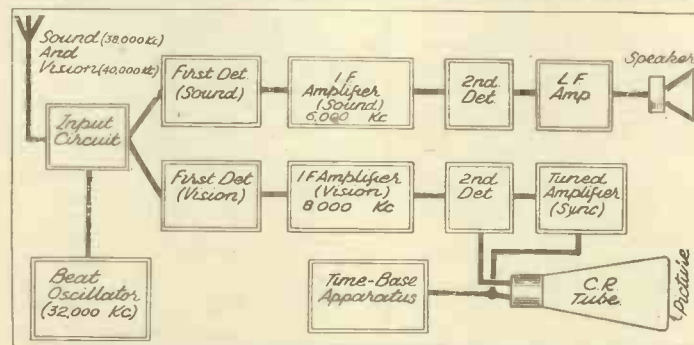 Sound (38,000 Kc)
And
Vision (40,000 Kc)
Input
Circuit
Beat
Oscillator
(32,000 Kc)
First Det.
(Sound)
I F
Amplifier
(Sound)
6,000 Kc
2nd.
Det
L.F
Amp
Speaker
First Det
(Vision)
I F Amplifier
(Vision)
8 000 Kc
2nd
Det
Tuned
Amplifier
(Sync)
Time-Base
Apparatus
C.R.
Tube.
Picture